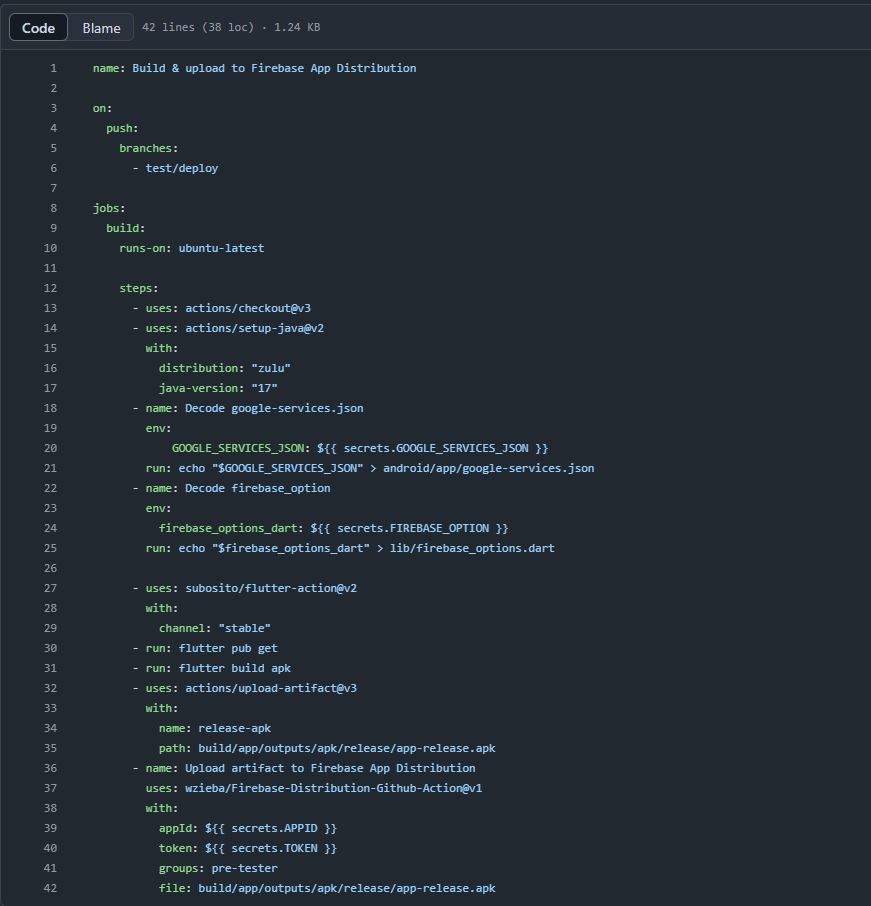 Code Blame 42 lines (38 loc) · 1.24 KB
1 name: Build & upload to Firebase App Distribution
2
3 on:
4   push:
5     branches:
6       - test/deploy
7
8 jobs:
9   build:
10     runs-on: ubuntu-latest
11
12     steps:
13       - uses: actions/checkout@v3
14       - uses: actions/setup-java@v2
15         with:
16           distribution: "zulu"
17           java-version: "17"
18       - name: Decode google-services.json
19         env:
20             GOOGLE_SERVICES_JSON: ${{ secrets.GOOGLE_SERVICES_JSON }}
21         run: echo "$GOOGLE_SERVICES_JSON" > android/app/google-services.json
22       - name: Decode firebase_option
23         env:
24           firebase_options_dart: ${{ secrets.FIREBASE_OPTION }}
25         run: echo "$firebase_options_dart" > lib/firebase_options.dart
26
27       - uses: subosito/flutter-action@v2
28         with:
29           channel: "stable"
30       - run: flutter pub get
31       - run: flutter build apk
32       - uses: actions/upload-artifact@v3
33         with:
34           name: release-apk
35           path: build/app/outputs/apk/release/app-release.apk
36       - name: Upload artifact to Firebase App Distribution
37         uses: wzieba/Firebase-Distribution-Github-Action@v1
38         with:
39           appId: ${{ secrets.APPID }}
40           token: ${{ secrets.TOKEN }}
41           groups: pre-tester
42           file: build/app/outputs/apk/release/app-release.apk